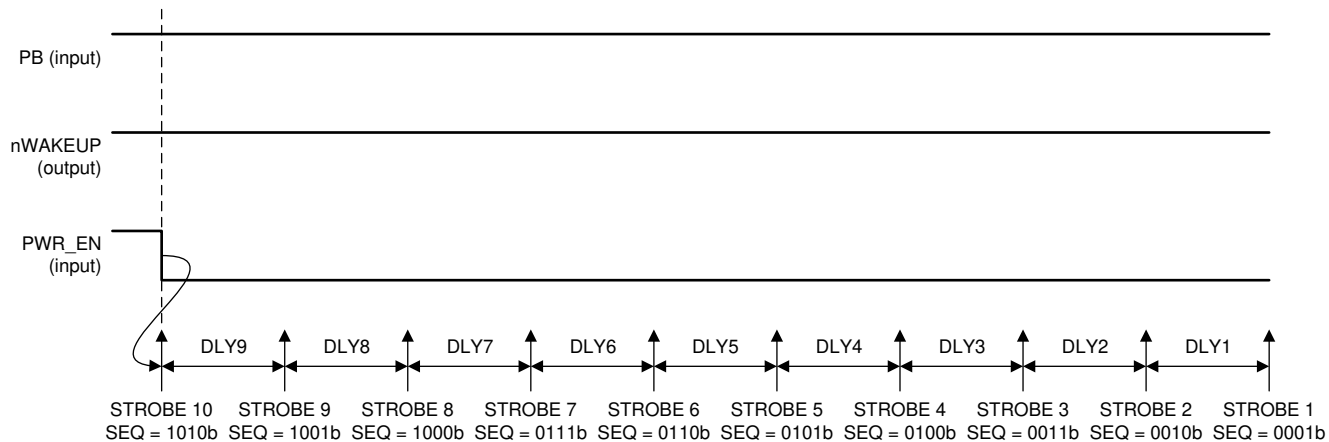 PB (input)
nWAKEUP
(output)
PWR_EN
(input)
DLY9 DLY8 DLY7 DLY6 DLY5 DLY4 DLY3 DLY2 DLY1
STROBE 10 STROBE 9 STROBE 8 STROBE 7 STROBE 6 STROBE 5 STROBE 4 STROBE 3 STROBE 2 STROBE 1
SEQ = 1010b SEQ = 1001b SEQ = 1000b SEQ = 0111b SEQ = 0110b SEQ = 0101b SEQ = 0100b SEQ = 0011b SEQ = 0010b SEQ = 0001b